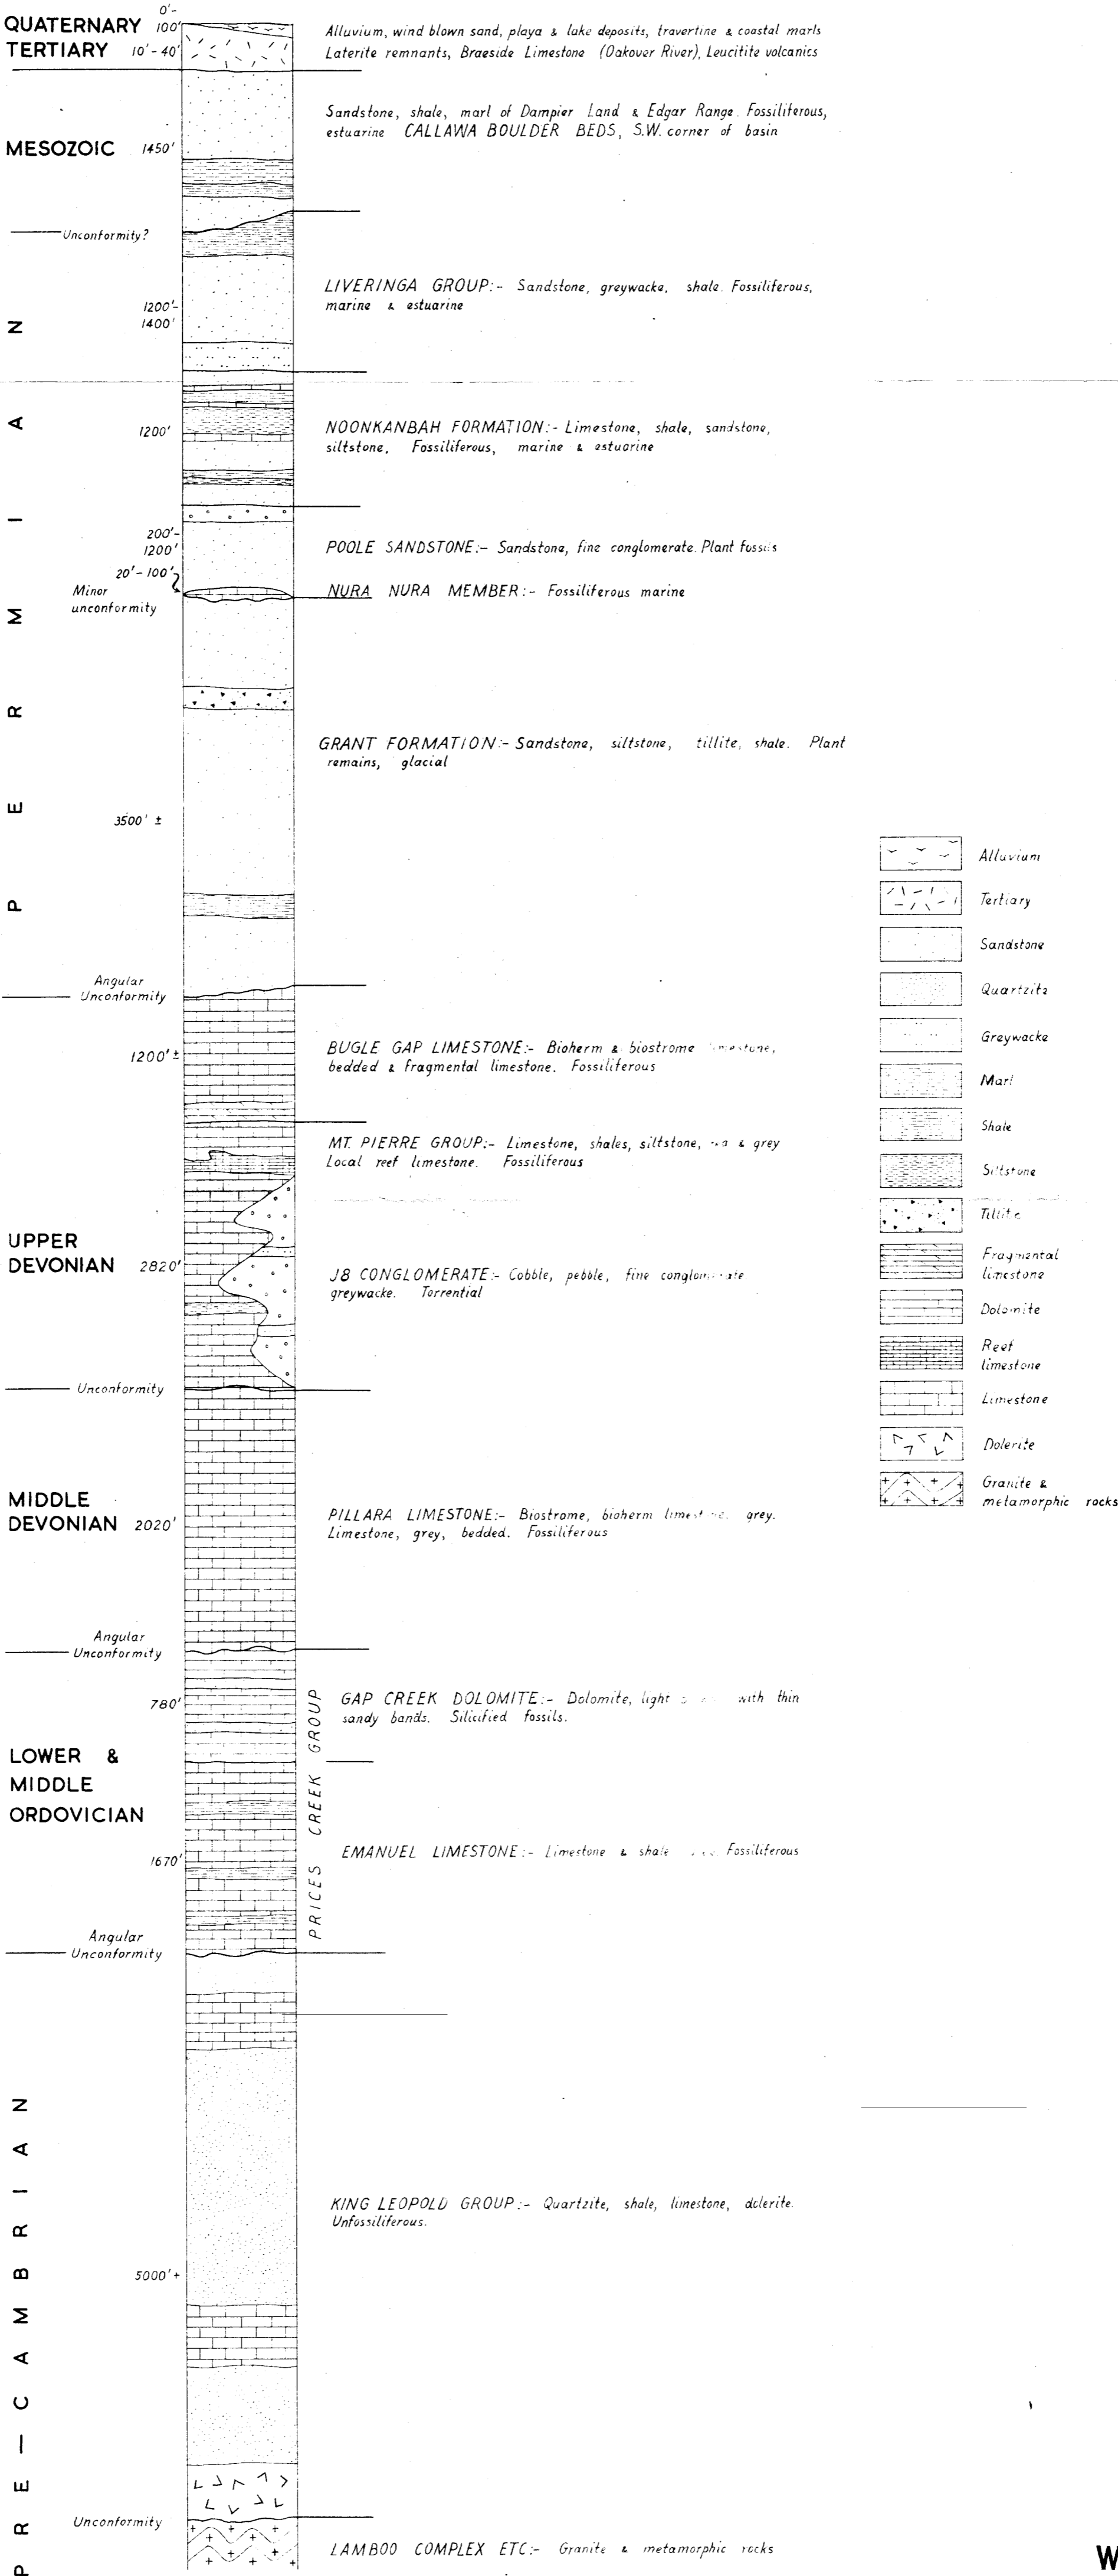 0'-
QUATERNARY 100' Alluvium, wind blown sand, playa & lake deposits, travertine & coastal marls
TERTIARY 10'-40' Laterite remnants, Braeside Limestone (Oakover River), Leucitite volcanics
Sandstone, shale, marl of Dampier Land & Edgar Range. Fossiliferous,
estuarine CALLAWA BOULDER BEDS, S.W. corner of basin
MESOZOIC 1450'
Unconformity?
PERMIAN
LIVERINGA GROUP:- Sandstone, greywacke, shale. Fossiliferous,
marine & estuarine
1200'-
1400'
NOONKANBAH FORMATION:- Limestone, shale, sandstone,
siltstone, Fossiliferous, marine & estuarine
1200'
200'-
1200'
POOLE SANDSTONE:- Sandstone, fine conglomerate. Plant fossils
20'-100'
Minor
unconformity
NURA NURA MEMBER:- Fossiliferous marine
GRANT FORMATION:- Sandstone, siltstone, tillite, shale. Plant
remains, glacial
3500' ±
Angular
Unconformity
1200' ±
BUGLE GAP LIMESTONE:- Bioherm & biostrome limestone,
bedded & fragmental limestone. Fossiliferous
MT. PIERRE GROUP:- Limestone, shales, siltstone, & grey
Local reef limestone. Fossiliferous
UPPER
DEVONIAN 2820'
J8 CONGLOMERATE:- Cobble, pebble, fine conglomerate
greywacke. Torrential
Unconformity
MIDDLE
DEVONIAN 2020'
PILLARA LIMESTONE:- Biostrome, bioherm limestone, grey.
Limestone, grey, bedded. Fossiliferous
Angular
Unconformity
780'
GAP CREEK DOLOMITE:- Dolomite, light with thin
sandy bands. Silicified fossils.
PRICES CREEK GROUP
LOWER &
MIDDLE
ORDOVICIAN
1670'
EMANUEL LIMESTONE:- Limestone & shale Fossiliferous
Angular
Unconformity
PRE-CAMBRIAN
KING LEOPOLD GROUP:- Quartzite, shale, limestone, dolerite.
Unfossiliferous.
5000' +
Unconformity
LAMBOO COMPLEX ETC:- Granite & metamorphic rocks
Alluvium
Tertiary
Sandstone
Quartzite
Greywacke
Marl
Shale
Siltstone
Tillite
Fragmental
limestone
Dolomite
Reef
limestone
Limestone
Dolerite
Granite &
metamorphic rocks
W